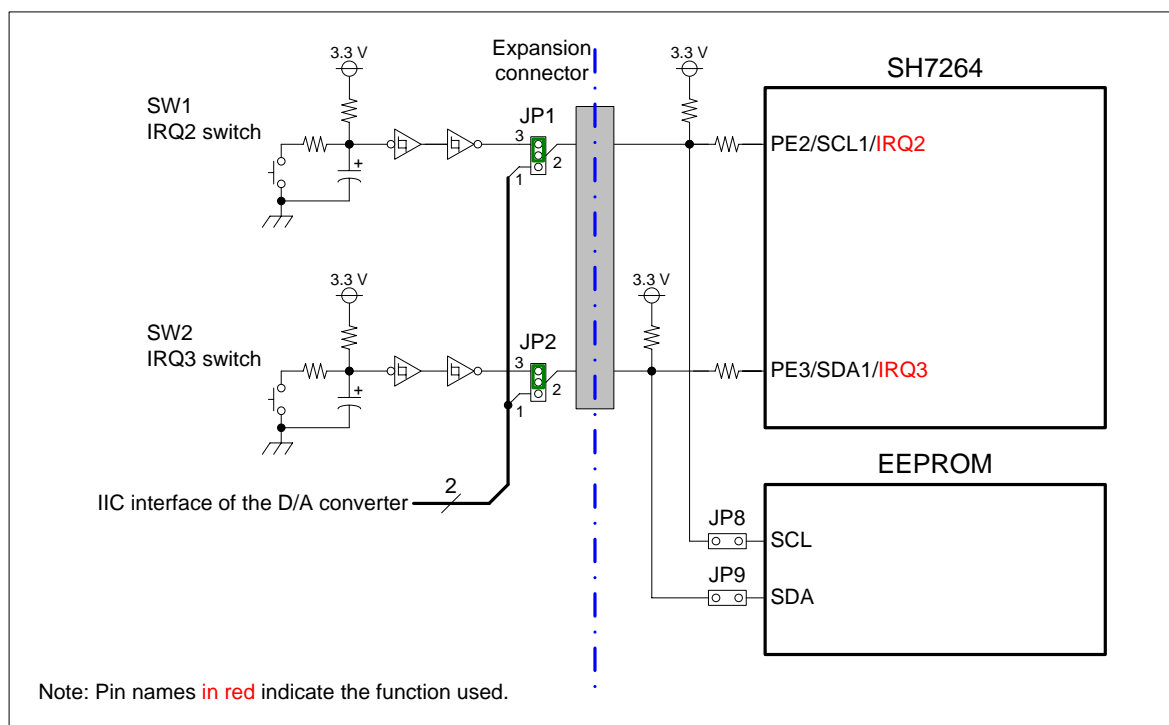 Expansion
connector
3.3 V
3.3 V
SH7264
SW1
IRQ2 switch
JP1
3
2
1
PE2/SCL1/IRQ2
+
3.3 V
3.3 V
SW2
IRQ3 switch
JP2
3
2
1
PE3/SDA1/IRQ3
+
EEPROM
IIC interface of the D/A converter
2
JP8
SCL
JP9
SDA
Note: Pin names in red indicate the function used.